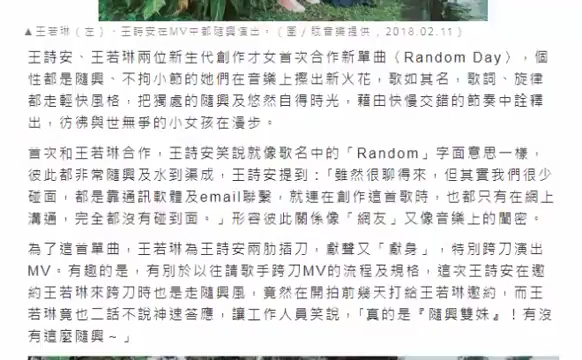 ▲王若琳（左）、王詩安在MV中都隨興演出。（圖／駁音樂提供，2018.02.11）
王詩安、王若琳兩位新生代創作才女首次合作新單曲〈Random Day〉，個
性都是隨興、不拘小節的她們在音樂上擦出新火花，歌如其名，歌詞、旋律
都走輕快風格，把獨處的隨興及悠然自得時光，藉由快慢交錯的節奏中詮釋
出，彷彿與世無爭的小女孩在漫步。
首次和王若琳合作，王詩安笑說就像歌名中的「Random」字面意思一樣，
彼此都非常隨興及水到渠成，王詩安提到：「雖然很聊得來，但其實我們很少
碰面，都是靠通訊軟體及email聯繫，就連在創作這首歌時，也都只有在網上
溝通，完全都沒有碰到面。」形容彼此關係像「網友」又像音樂上的閨密。
為了這首單曲，王若琳為王詩安兩肋插刀，獻聲又「獻身」，特別跨刀演出
MV。有趣的是，有別於以往請歌手跨刀MV的流程及規格，這次王詩安在邀
約王若琳來跨刀時也是走隨興風，竟然在開拍前幾天打給王若琳邀約，而王
若琳竟也二話不說神速答應，讓工作人員笑說，「真的是『隨興雙妹』！有沒
有這麼隨興～」